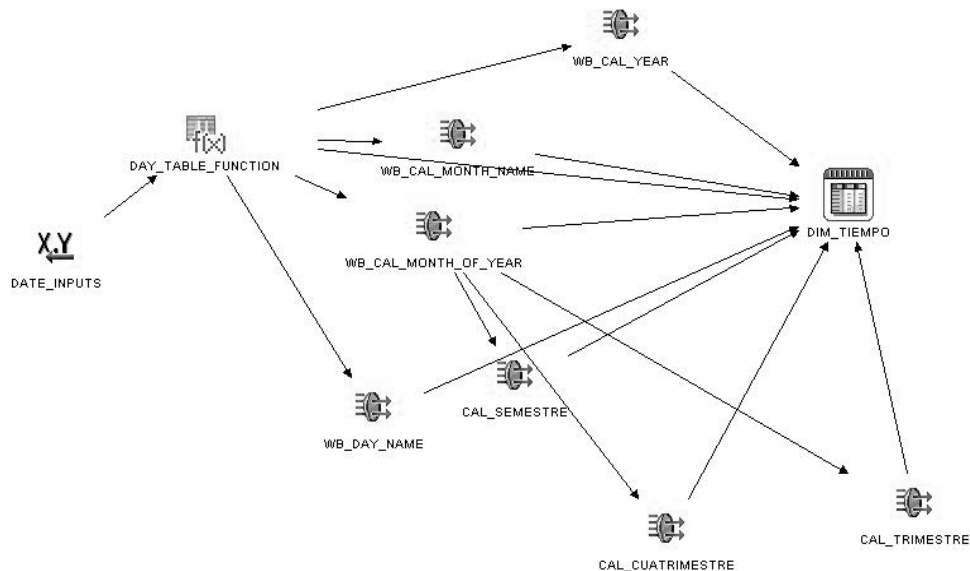 WB_CAL_YEAR
f(x)
DAY_TABLE_FUNCTION
WB_CAL_MONTH_NAME
DIM_TIEMPO
X.Y
WB_CAL_MONTH_OF_YEAR
DATE_INPUTS
CAL_SEMESTRE
WB_DAY_NAME
CAL_TRIMESTRE
CAL_CUATRIMESTRE